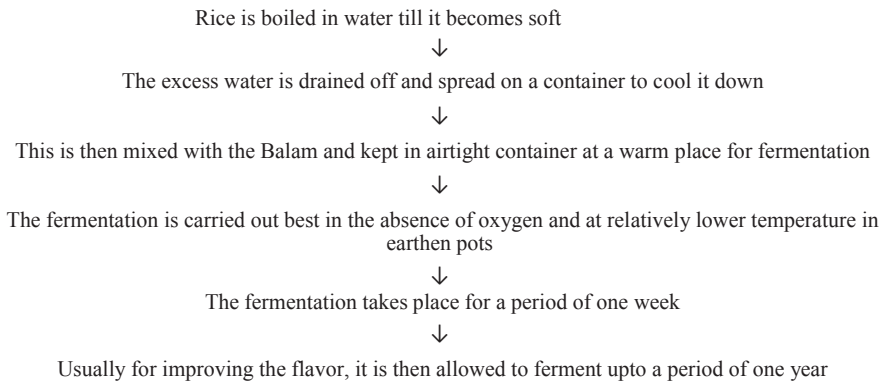 Rice is boiled in water till it becomes soft
↓
The excess water is drained off and spread on a container to cool it down
↓
This is then mixed with the Balam and kept in airtight container at a warm place for fermentation
↓
The fermentation is carried out best in the absence of oxygen and at relatively lower temperature in
earthen pots
↓
The fermentation takes place for a period of one week
↓
Usually for improving the flavor, it is then allowed to ferment upto a period of one year